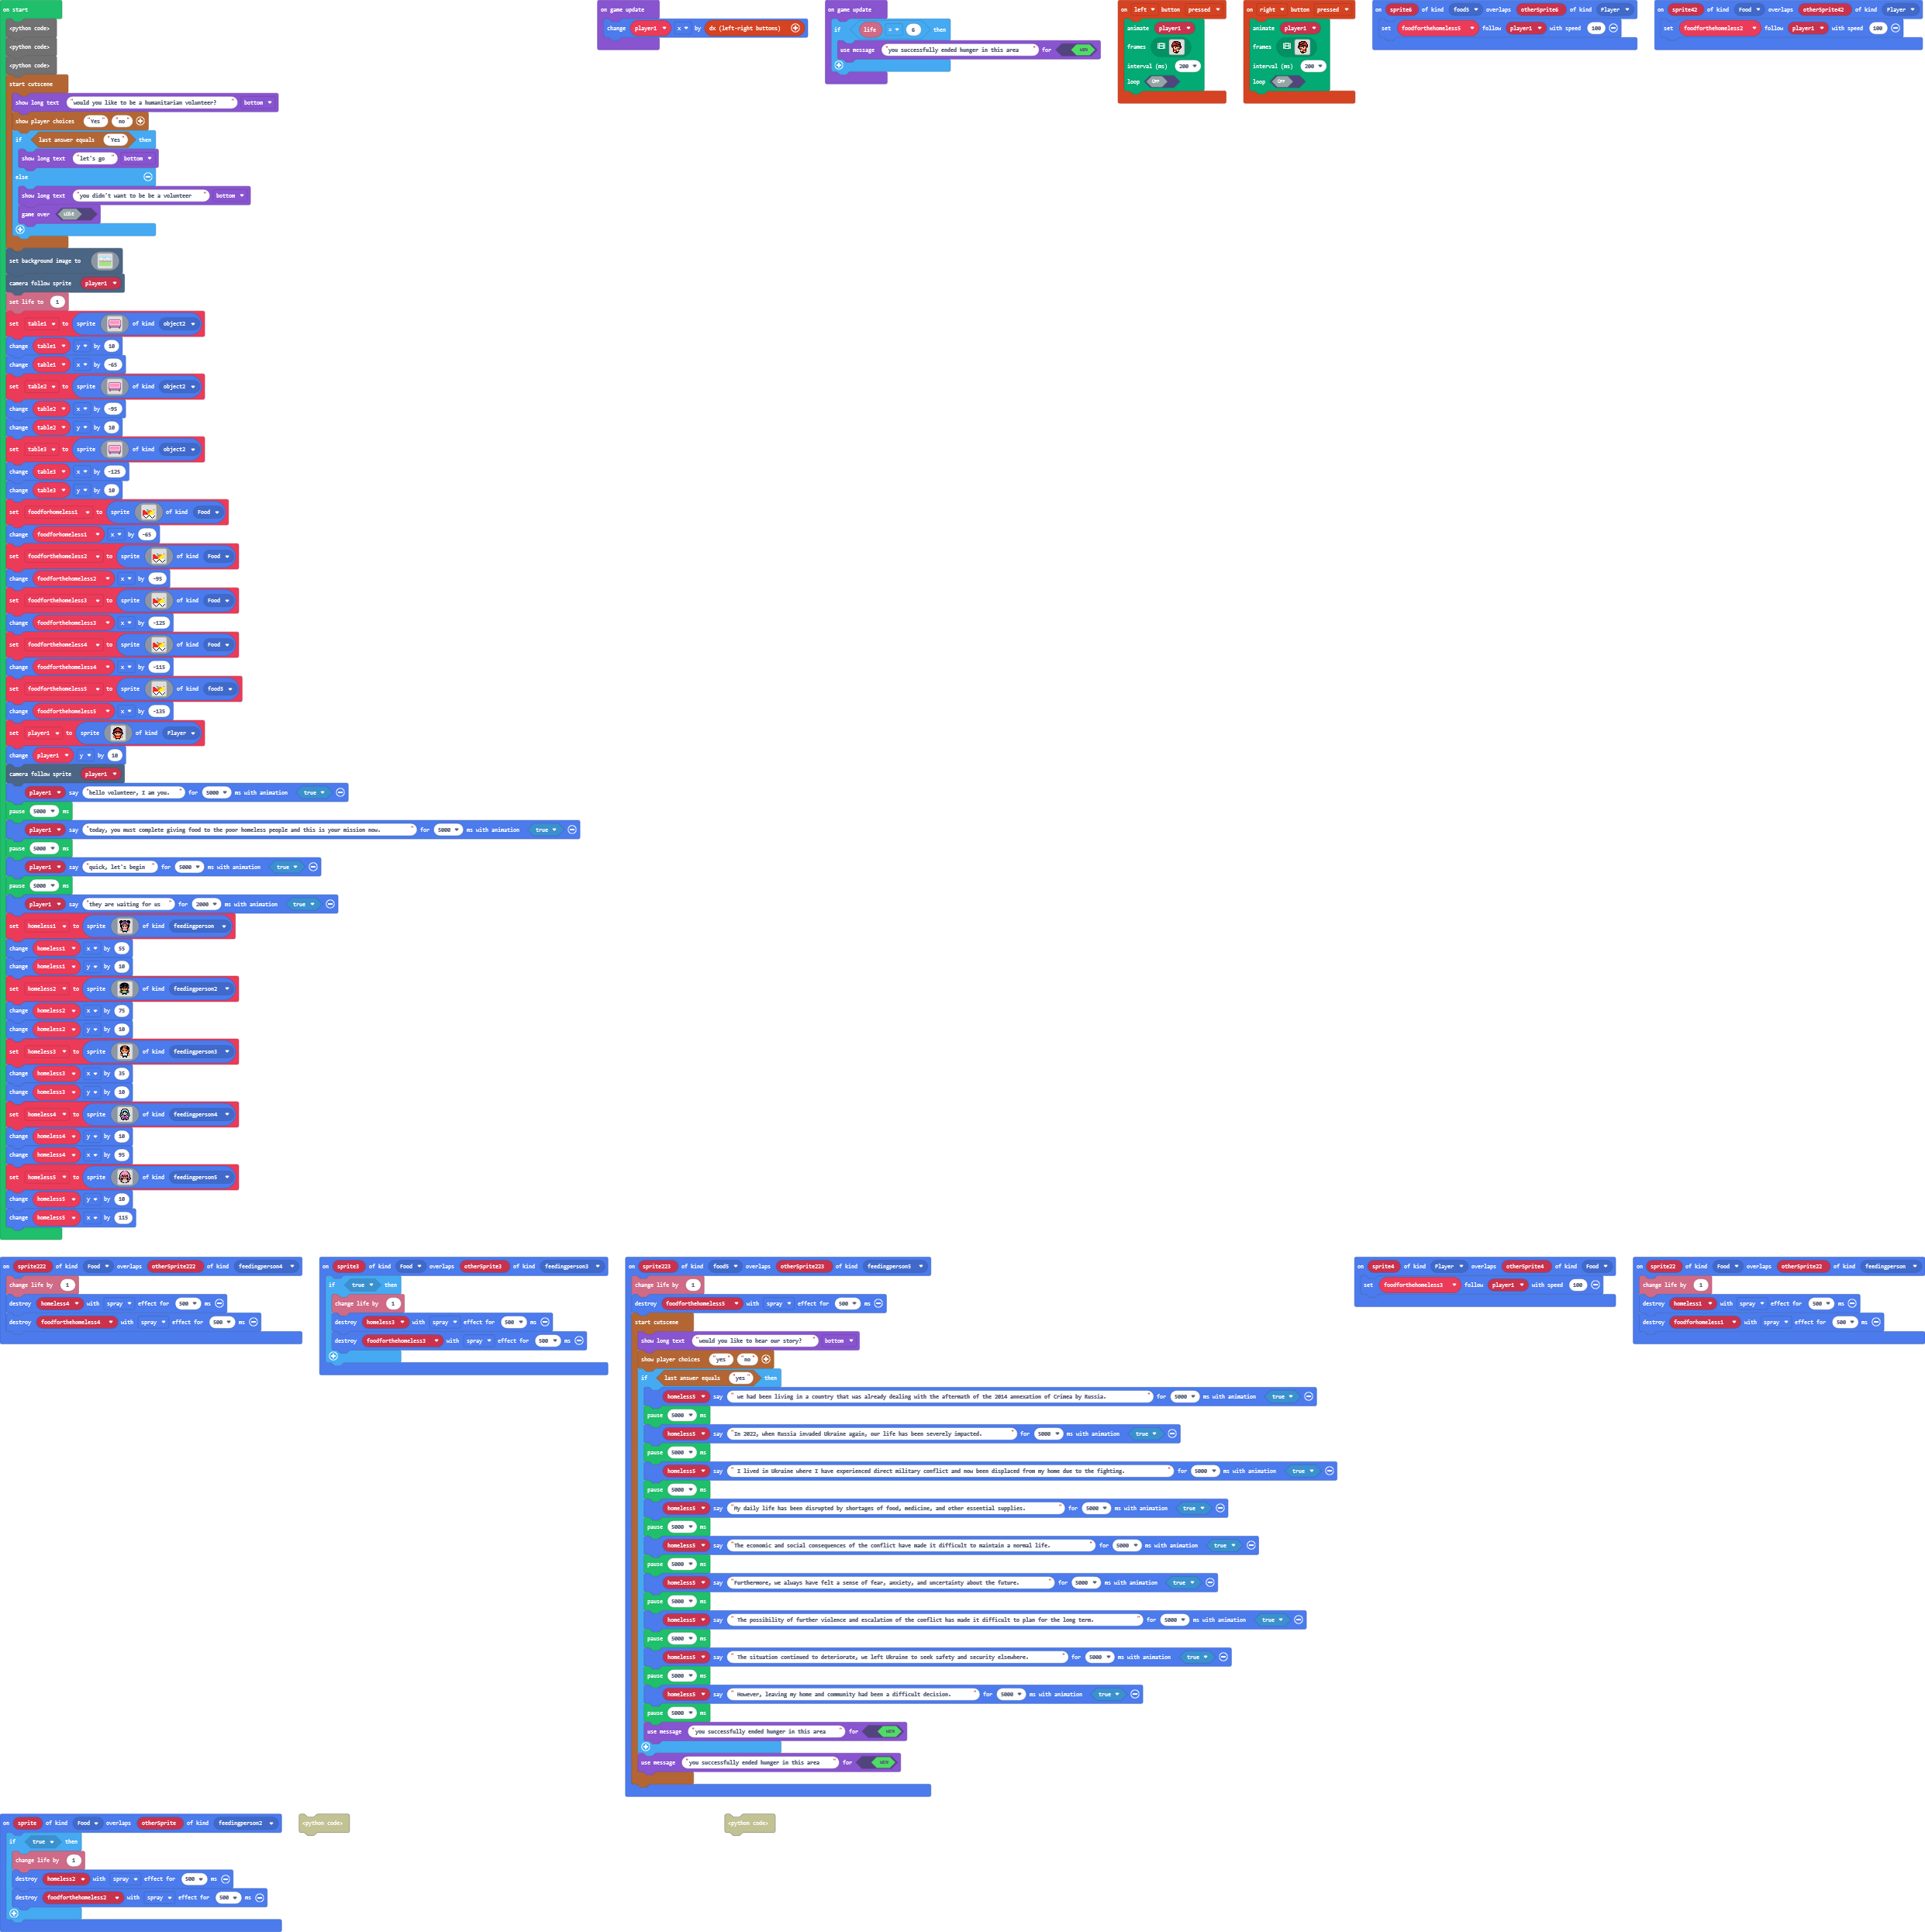 on start
<python code>
<python code>
<python code>
start cutscene
show long text "would you like to be a humanitarian volunteer?" bottom
show player choices "Yes" "no"
if last answer equals "Yes" then
show long text "let's go " bottom
else
show long text "you didn't want to be be a volunteer" bottom
game over LOSE
set background image to
camera follow sprite player1
set life to 1
set table1 to sprite of kind object2
change table1 y by 10
change table1 x by -65
set table2 to sprite of kind object2
change table2 x by -95
change table2 y by 10
set table3 to sprite of kind object2
change table3 x by -125
change table3 y by 10
set foodforhomeless1 to sprite of kind Food
change foodforhomeless1 x by -65
set foodforthehomeless2 to sprite of kind Food
change foodforthehomeless2 x by -95
set foodforthehomeless3 to sprite of kind Food
change foodforthehomeless3 x by -125
set foodforthehomeless4 to sprite of kind Food
change foodforthehomeless4 x by -115
set foodforthehomeless5 to sprite of kind food5
change foodforthehomeless5 x by -135
set player1 to sprite of kind Player
change player1 y by 10
camera follow sprite player1
player1 say "hello volunteer, I am you." for 5000 ms with animation true
pause 5000 ms
player1 say "today, you must complete giving food to the poor homeless people and this is your mission now." for 5000 ms with animation true
pause 5000 ms
player1 say "quick, let's begin" for 5000 ms with animation true
pause 5000 ms
player1 say "they are waiting for us" for 2000 ms with animation true
set homeless1 to sprite of kind feedingperson
change homeless1 x by 55
change homeless1 y by 10
set homeless2 to sprite of kind feedingperson2
change homeless2 x by 75
change homeless2 y by 10
set homeless3 to sprite of kind feedingperson3
change homeless3 x by 35
change homeless3 y by 10
set homeless4 to sprite of kind feedingperson4
change homeless4 y by 10
change homeless4 x by 95
set homeless5 to sprite of kind feedingperson5
change homeless5 y by 10
change homeless5 x by 115
on game update
change player1 x by dx (left-right buttons)
on game update
if life = 6 then
use message "you successfully ended hunger in this area" for WIN
on left button pressed
animate player1
frames
interval (ms) 200
loop OFF
on right button pressed
animate player1
frames
interval (ms) 200
loop OFF
on sprite6 of kind food5 overlaps otherSprite6 of kind Player
set foodforthehomeless5 follow player1 with speed 100
on sprite42 of kind Food overlaps otherSprite42 of kind Player
set foodforthehomeless2 follow player1 with speed 100
on sprite222 of kind Food overlaps otherSprite222 of kind feedingperson4
change life by 1
destroy homeless4 with spray effect for 500 ms
destroy foodforthehomeless4 with spray effect for 500 ms
on sprite3 of kind Food overlaps otherSprite3 of kind feedingperson3
if true then
change life by 1
destroy homeless3 with spray effect for 500 ms
destroy foodforthehomeless3 with spray effect for 500 ms
on sprite223 of kind food5 overlaps otherSprite223 of kind feedingperson5
change life by 1
destroy foodforthehomeless5 with spray effect for 500 ms
start cutscene
show long text "would you like to hear our story?" bottom
show player choices "yes" "no"
if last answer equals "yes" then
homeless5 say " we had been living in a country that was already dealing with the aftermath of the 2014 annexation of Crimea by Russia." for 5000 ms with animation true
pause 5000 ms
homeless5 say "In 2022, when Russia invaded Ukraine again, our life has been severely impacted." for 5000 ms with animation true
pause 5000 ms
homeless5 say " I lived in Ukraine where I have experienced direct military conflict and now been displaced from my home due to the fighting." for 5000 ms with animation true
pause 5000 ms
homeless5 say "My daily life has been disrupted by shortages of food, medicine, and other essential supplies." for 5000 ms with animation true
pause 5000 ms
homeless5 say "The economic and social consequences of the conflict have made it difficult to maintain a normal life." for 5000 ms with animation true
pause 5000 ms
homeless5 say "Furthermore, we always have felt a sense of fear, anxiety, and uncertainty about the future." for 5000 ms with animation true
pause 5000 ms
homeless5 say " The possibility of further violence and escalation of the conflict has made it difficult to plan for the long term." for 5000 ms with animation true
pause 5000 ms
homeless5 say " The situation continued to deteriorate, we left Ukraine to seek safety and security elsewhere." for 5000 ms with animation true
pause 5000 ms
homeless5 say " However, leaving my home and community had been a difficult decision." for 5000 ms with animation true
pause 5000 ms
use message "you successfully ended hunger in this area" for WIN
use message "you successfully ended hunger in this area" for WIN
on sprite4 of kind Player overlaps otherSprite4 of kind Food
set foodforthehomeless3 follow player1 with speed 100
on sprite22 of kind Food overlaps otherSprite22 of kind feedingperson
change life by 1
destroy homeless1 with spray effect for 500 ms
destroy foodforhomeless1 with spray effect for 500 ms
on sprite of kind Food overlaps otherSprite of kind feedingperson2
if true then
change life by 1
destroy homeless2 with spray effect for 500 ms
destroy foodforthehomeless2 with spray effect for 500 ms
<python code>
<python code>